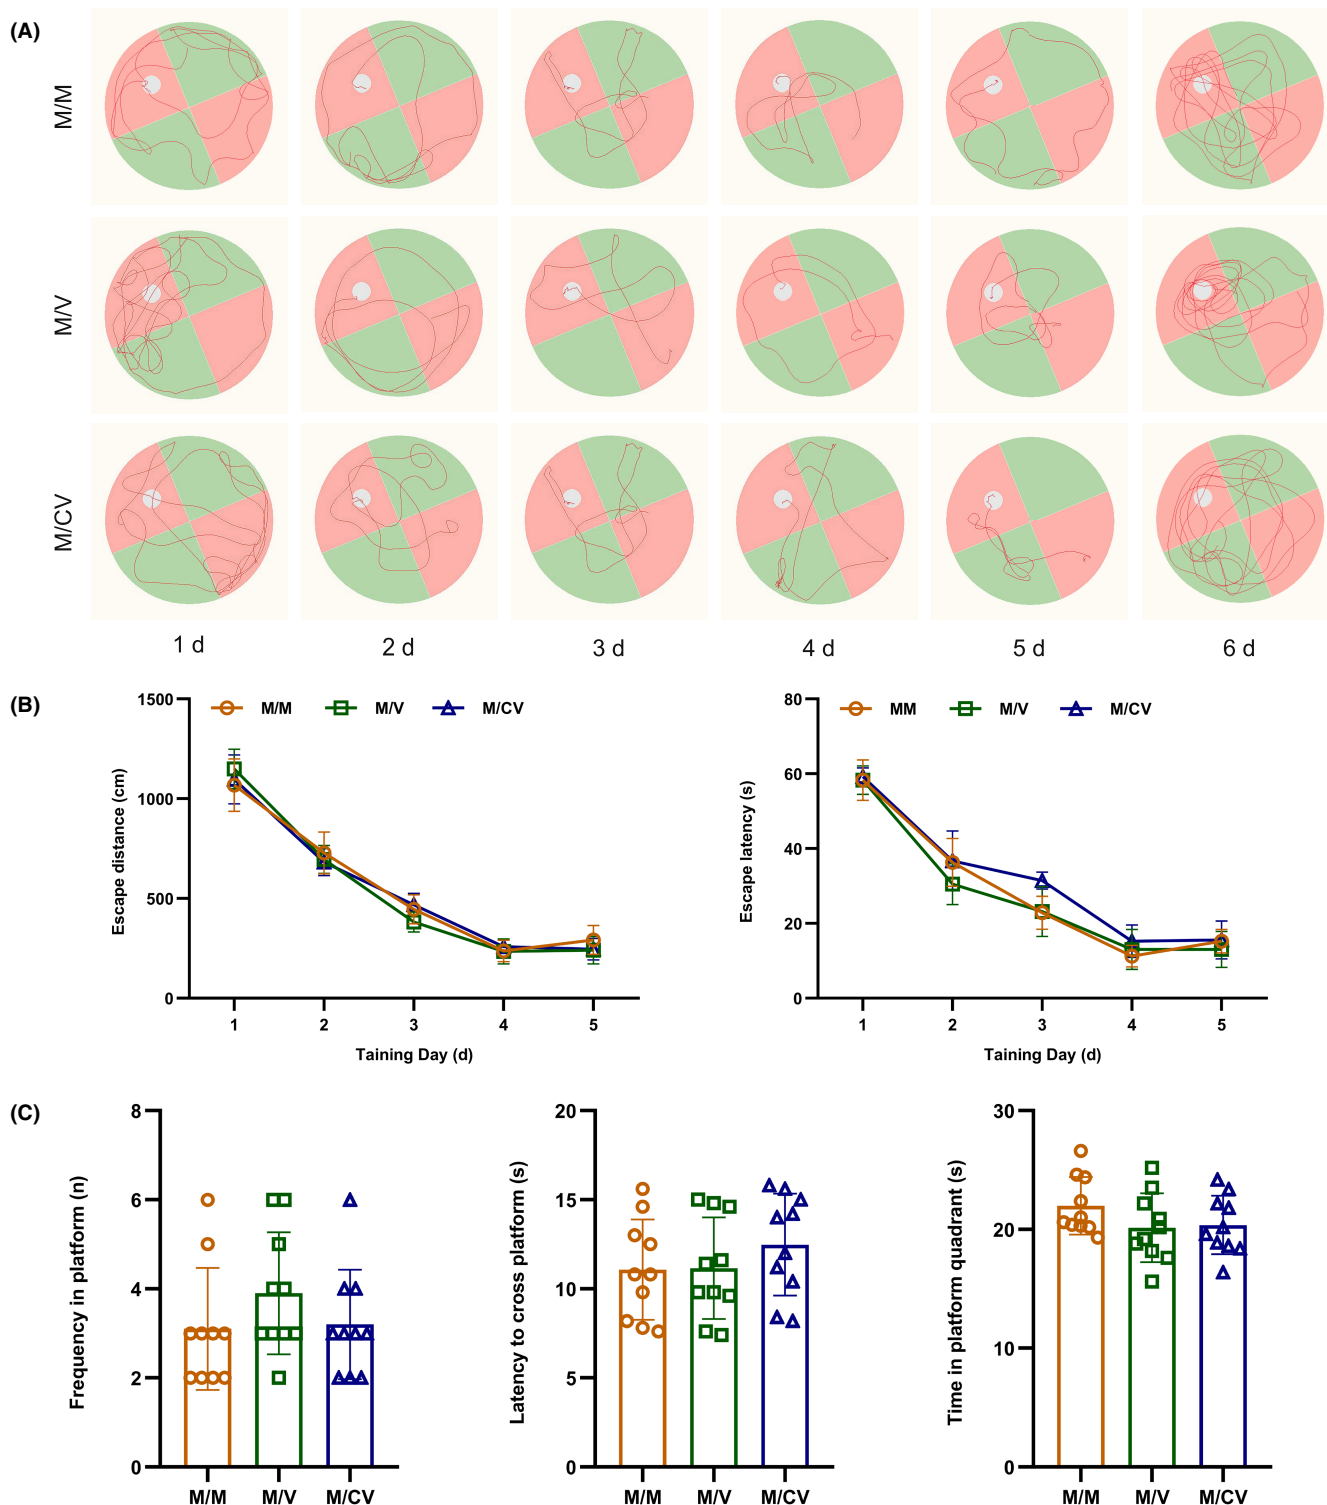 (A)
M/M
M/V
M/CV
1 d 2 d 3 d 4 d 5 d 6 d
(B)
M/M M/V M/CV
Escape distance (cm)
1500
1000
500
0
1 2 3 4 5
Taining Day (d)
MM M/V M/CV
Escape latency (s)
80
60
40
20
0
1 2 3 4 5
Taining Day (d)
(C)
Frequency in platform (n)
8
6
4
2
0
M/M M/V M/CV
Latency to cross platform (s)
20
15
10
5
0
M/M M/V M/CV
Time in platform quadrant (s)
30
20
10
0
M/M M/V M/CV